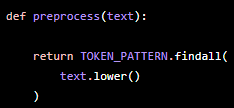 def preprocess(text):
    return TOKEN_PATTERN.findall(
        text.lower()
    )